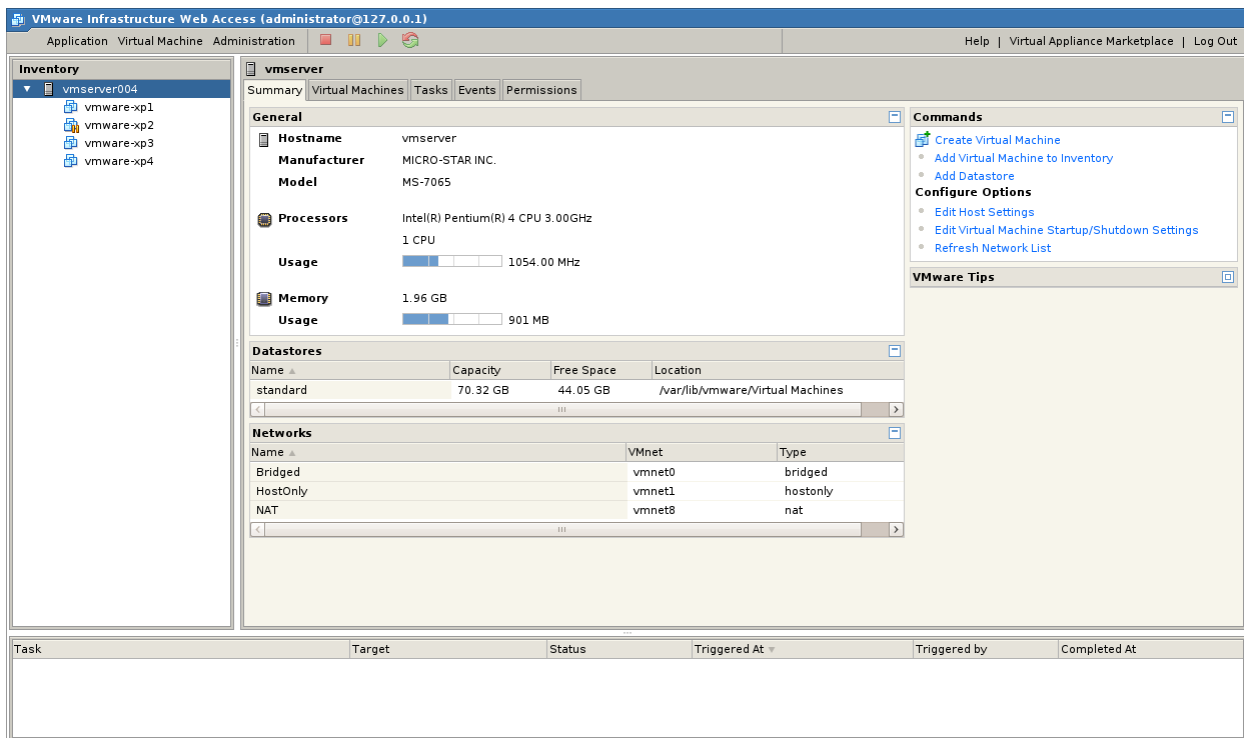 VMware Infrastructure Web Access (administrator@127.0.0.1)
Application Virtual Machine Administration
Help | Virtual Appliance Marketplace | Log Out
Inventory
vmserver004
vmware-xp1
vmware-xp2
vmware-xp3
vmware-xp4
vmserver
Summary Virtual Machines Tasks Events Permissions
General
Hostname vmserver
Manufacturer MICRO-STAR INC.
Model MS-7065
Processors Intel(R) Pentium(R) 4 CPU 3.00GHz
1 CPU
Usage 1054.00 MHz
Memory 1.96 GB
Usage 901 MB
Datastores
Name Capacity Free Space Location
standard 70.32 GB 44.05 GB /var/lib/vmware/Virtual Machines
Networks
Name VMnet Type
Bridged vmnet0 bridged
HostOnly vmnet1 hostonly
NAT vmnet8 nat
Commands
Create Virtual Machine
Add Virtual Machine to Inventory
Add Datastore
Configure Options
Edit Host Settings
Edit Virtual Machine Startup/Shutdown Settings
Refresh Network List
VMware Tips
Task Target Status Triggered At Triggered by Completed At